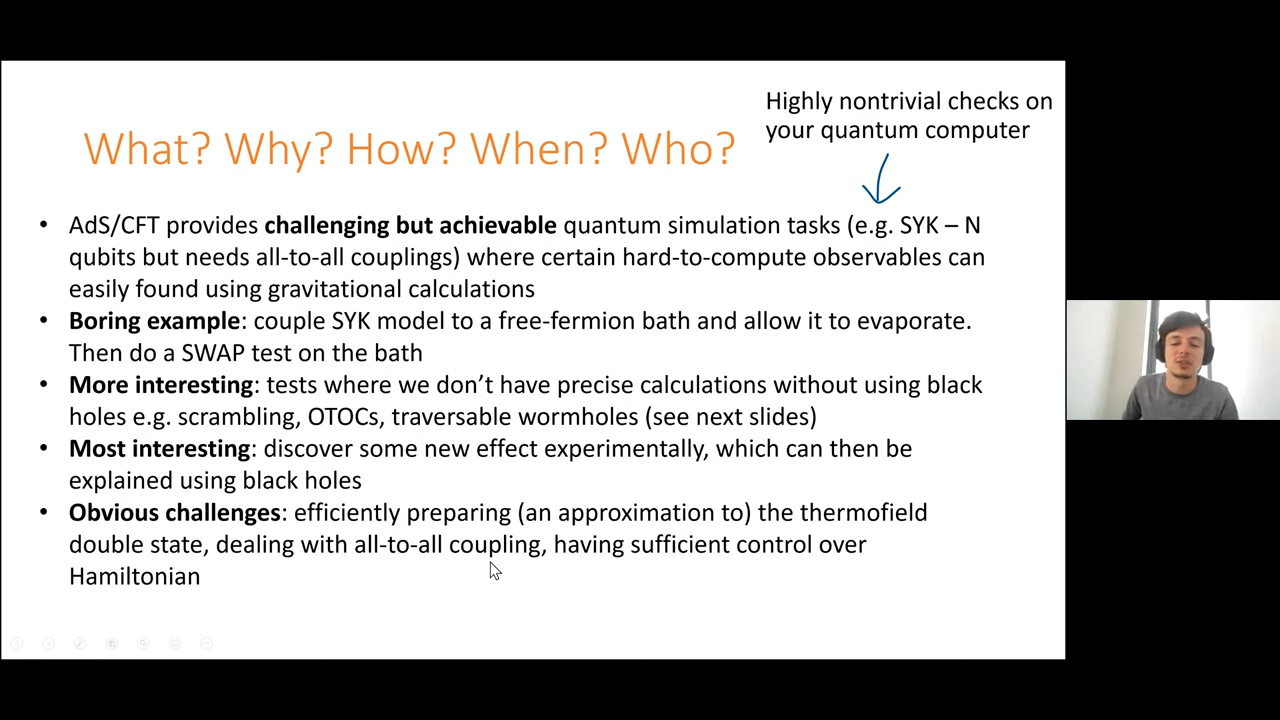 Highly nontrivial checks on
your quantum computer
What? Why? How? When? Who?
• AdS/CFT provides challenging but achievable quantum simulation tasks (e.g. SYK – N
qubits but needs all-to-all couplings) where certain hard-to-compute observables can
easily found using gravitational calculations
• Boring example: couple SYK model to a free-fermion bath and allow it to evaporate.
Then do a SWAP test on the bath
• More interesting: tests where we don’t have precise calculations without using black
holes e.g. scrambling, OTOCs, traversable wormholes (see next slides)
• Most interesting: discover some new effect experimentally, which can then be
explained using black holes
• Obvious challenges: efficiently preparing (an approximation to) the thermofield
double state, dealing with all-to-all coupling, having sufficient control over
Hamiltonian